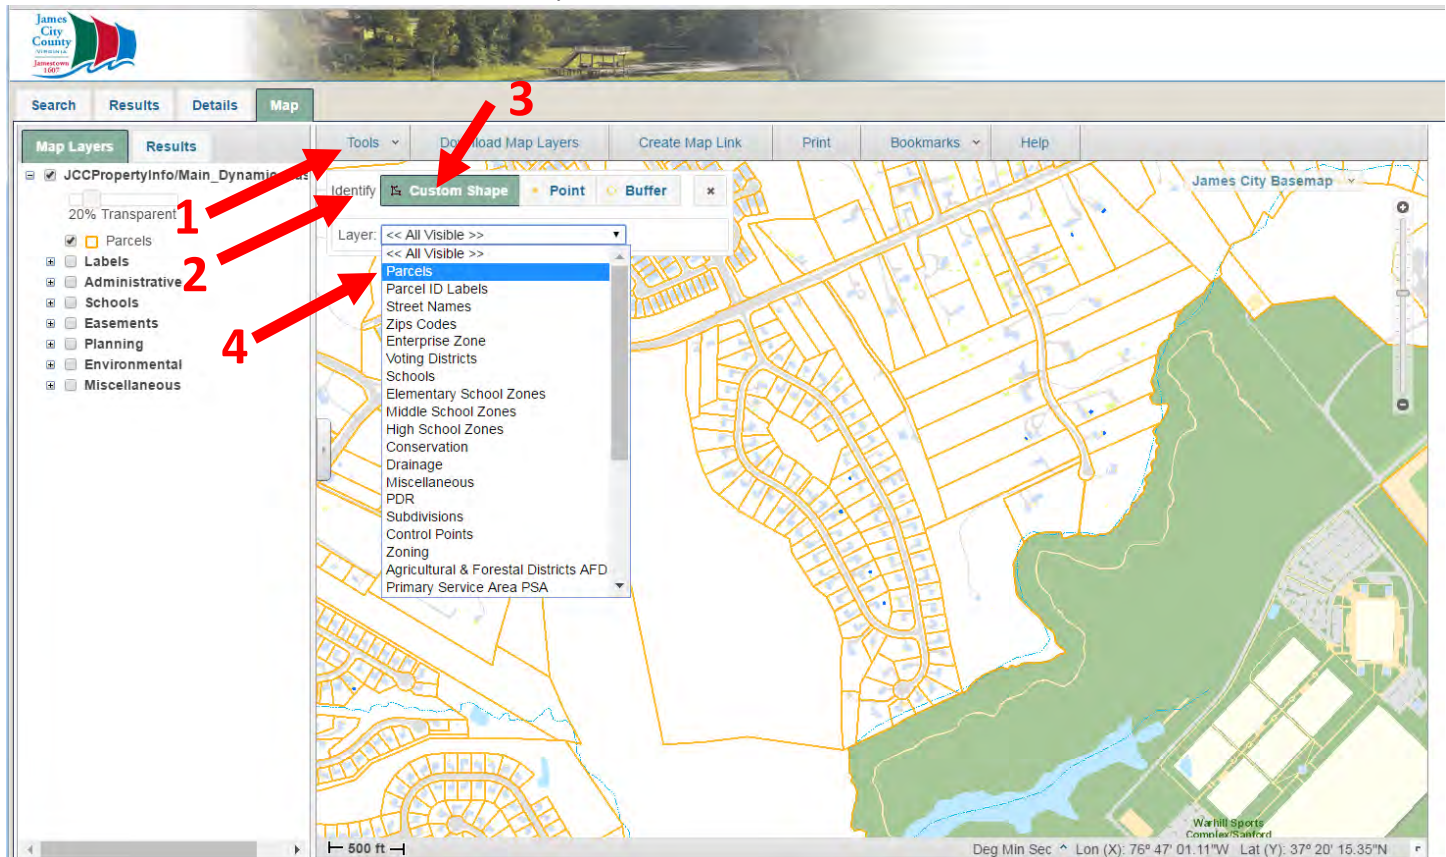 James
City
County
VIRGINIA
Jamestown
1607
3
Search Results Details Map
Map Layers Results
Tools Download Map Layers Create Map Link Print Bookmarks Help
JCCPropertyInfo/Main_Dynamic
20% Transparent
Parcels
Labels
Administrative
Schools
Easements
Planning
Environmental
Miscellaneous
1
2
4
Identify Custom Shape Point Buffer
James City Basemap
Layer: << All Visible >>
<< All Visible >>
Parcels
Parcel ID Labels
Street Names
Zips Codes
Enterprise Zone
Voting Districts
Schools
Elementary School Zones
Middle School Zones
High School Zones
Conservation
Drainage
Miscellaneous
PDR
Subdivisions
Control Points
Zoning
Agricultural & Forestal Districts AFD
Primary Service Area PSA
Warhill Sports
Complex/Sanford
500 ft
Deg Min Sec ^ Lon (X): 76° 47' 01.11"W Lat (Y): 37° 20' 15.35"N